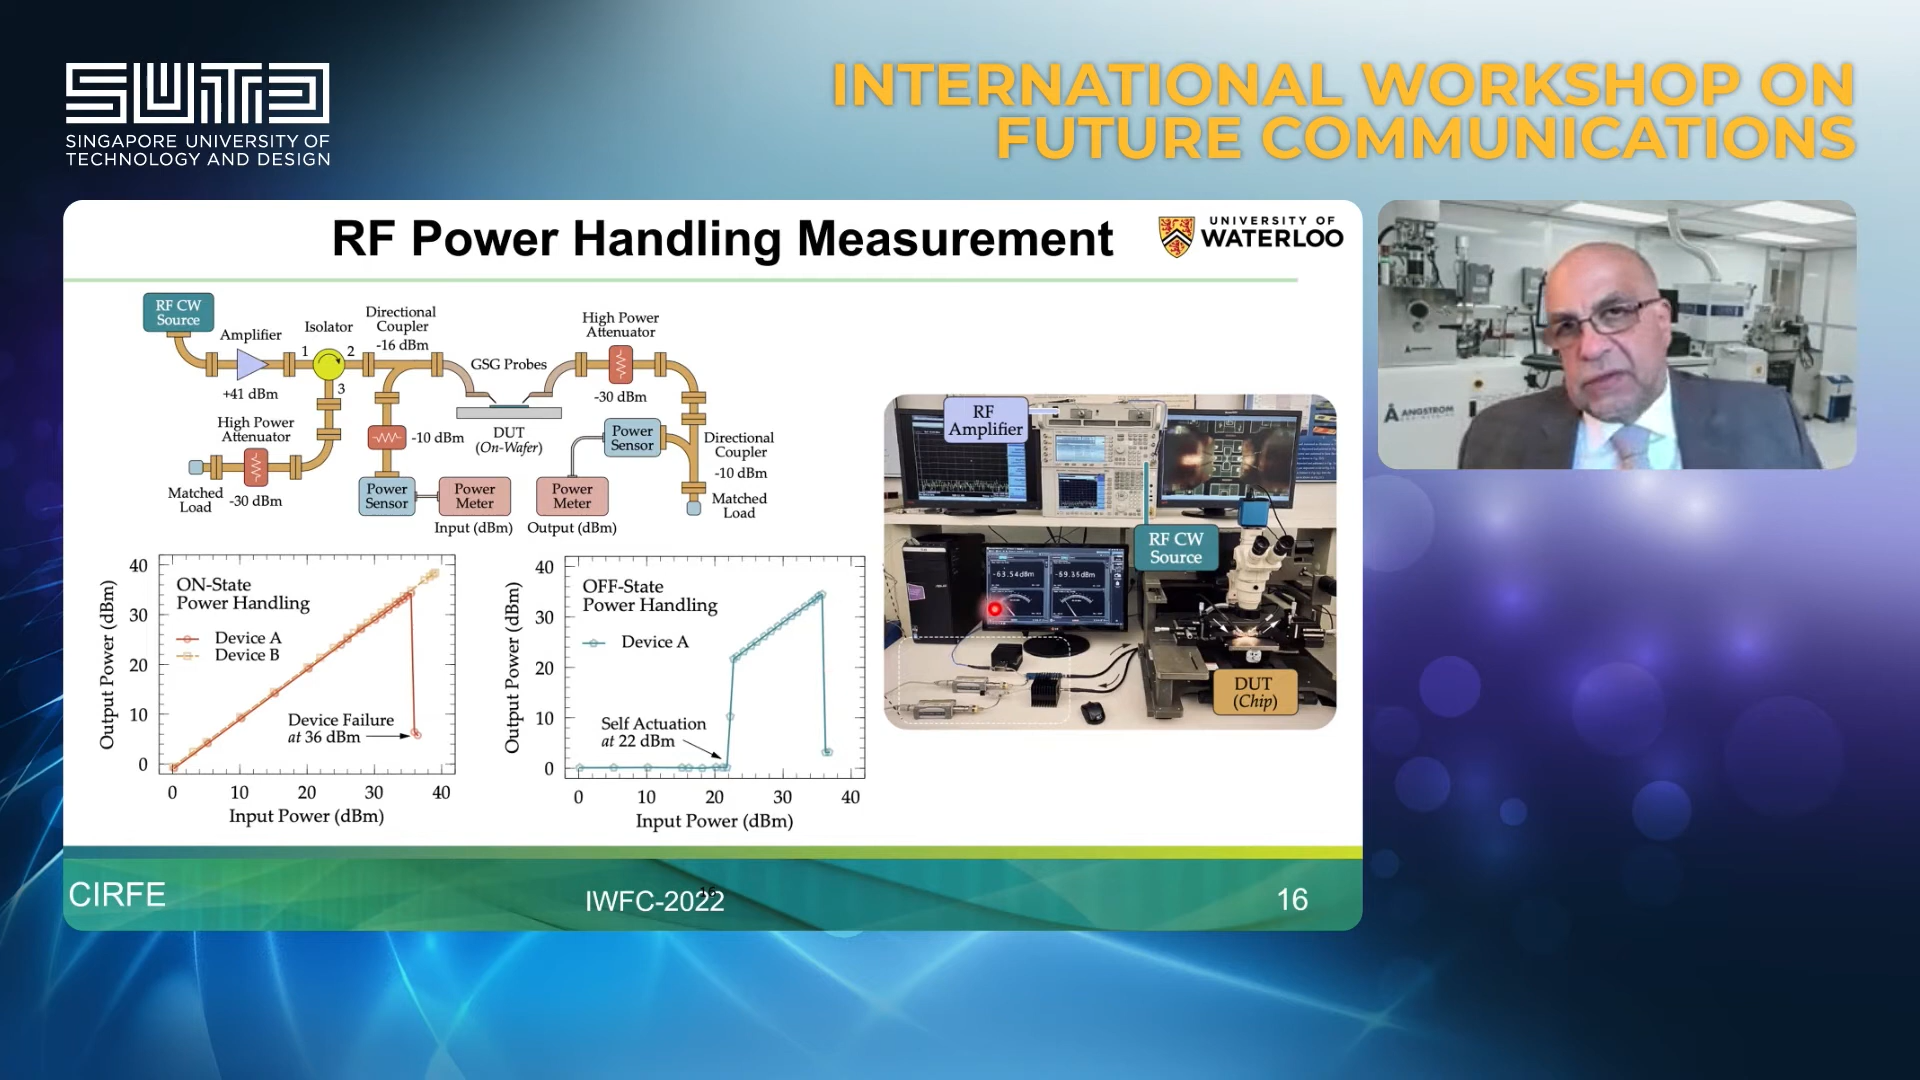 SUTD
SINGAPORE UNIVERSITY OF
TECHNOLOGY AND DESIGN
INTERNATIONAL WORKSHOP ON
FUTURE COMMUNICATIONS
RF Power Handling Measurement
UNIVERSITY OF
WATERLOO
RF CW
Source
Amplifier
+41 dBm
Isolator
1
2
3
Directional
Coupler
-16 dBm
GSG Probes
High Power
Attenuator
-30 dBm
High Power
Attenuator
-30 dBm
Matched
Load
-10 dBm
DUT
(On-Wafer)
Power
Sensor
Power
Meter
Input (dBm)
Power
Sensor
Power
Meter
Output (dBm)
Directional
Coupler
-10 dBm
Matched
Load
ON-State
Power Handling
Device A
Device B
Device Failure
at 36 dBm
Output Power (dBm)
40
30
20
10
0
0 10 20 30 40
Input Power (dBm)
OFF-State
Power Handling
Device A
Self Actuation
at 22 dBm
Output Power (dBm)
40
30
20
10
0
0 10 20 30 40
Input Power (dBm)
RF
Amplifier
RF CW
Source
-63.54dBm
DUT
(Chip)
ANGSTROM
CIRFE
IWFC-2022
16
16